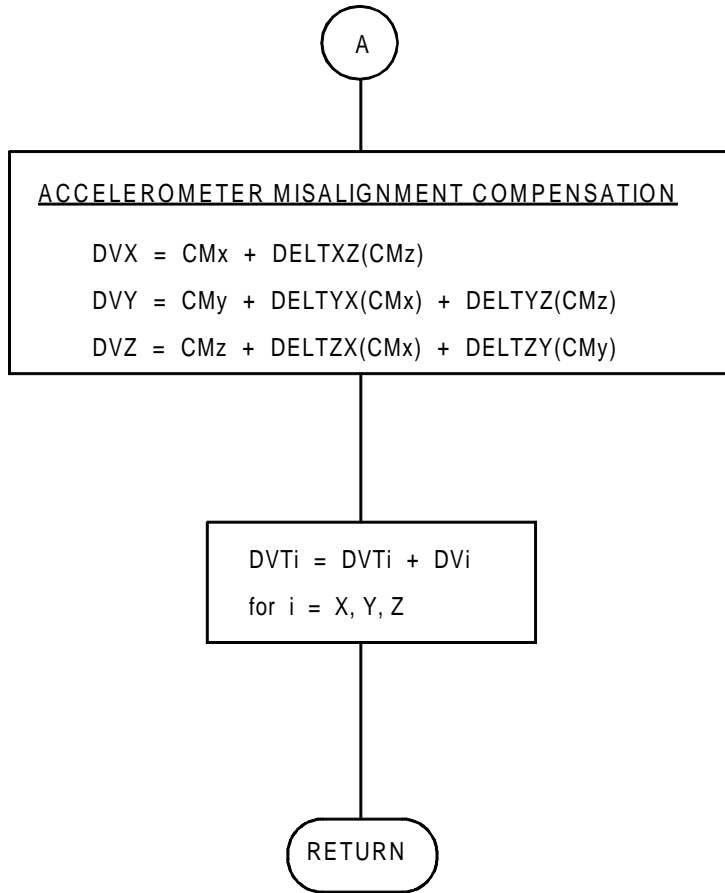 A
ACCELEROMETER MISALIGNMENT COMPENSATION
DVX = CMx + DELTXZ(CMz)
DVY = CMy + DELTYX(CMx) + DELTYZ(CMz)
DVZ = CMz + DELTZX(CMx) + DELTZY(CMy)
DVTi = DVTi + DVi
for i = X, Y, Z
RETURN